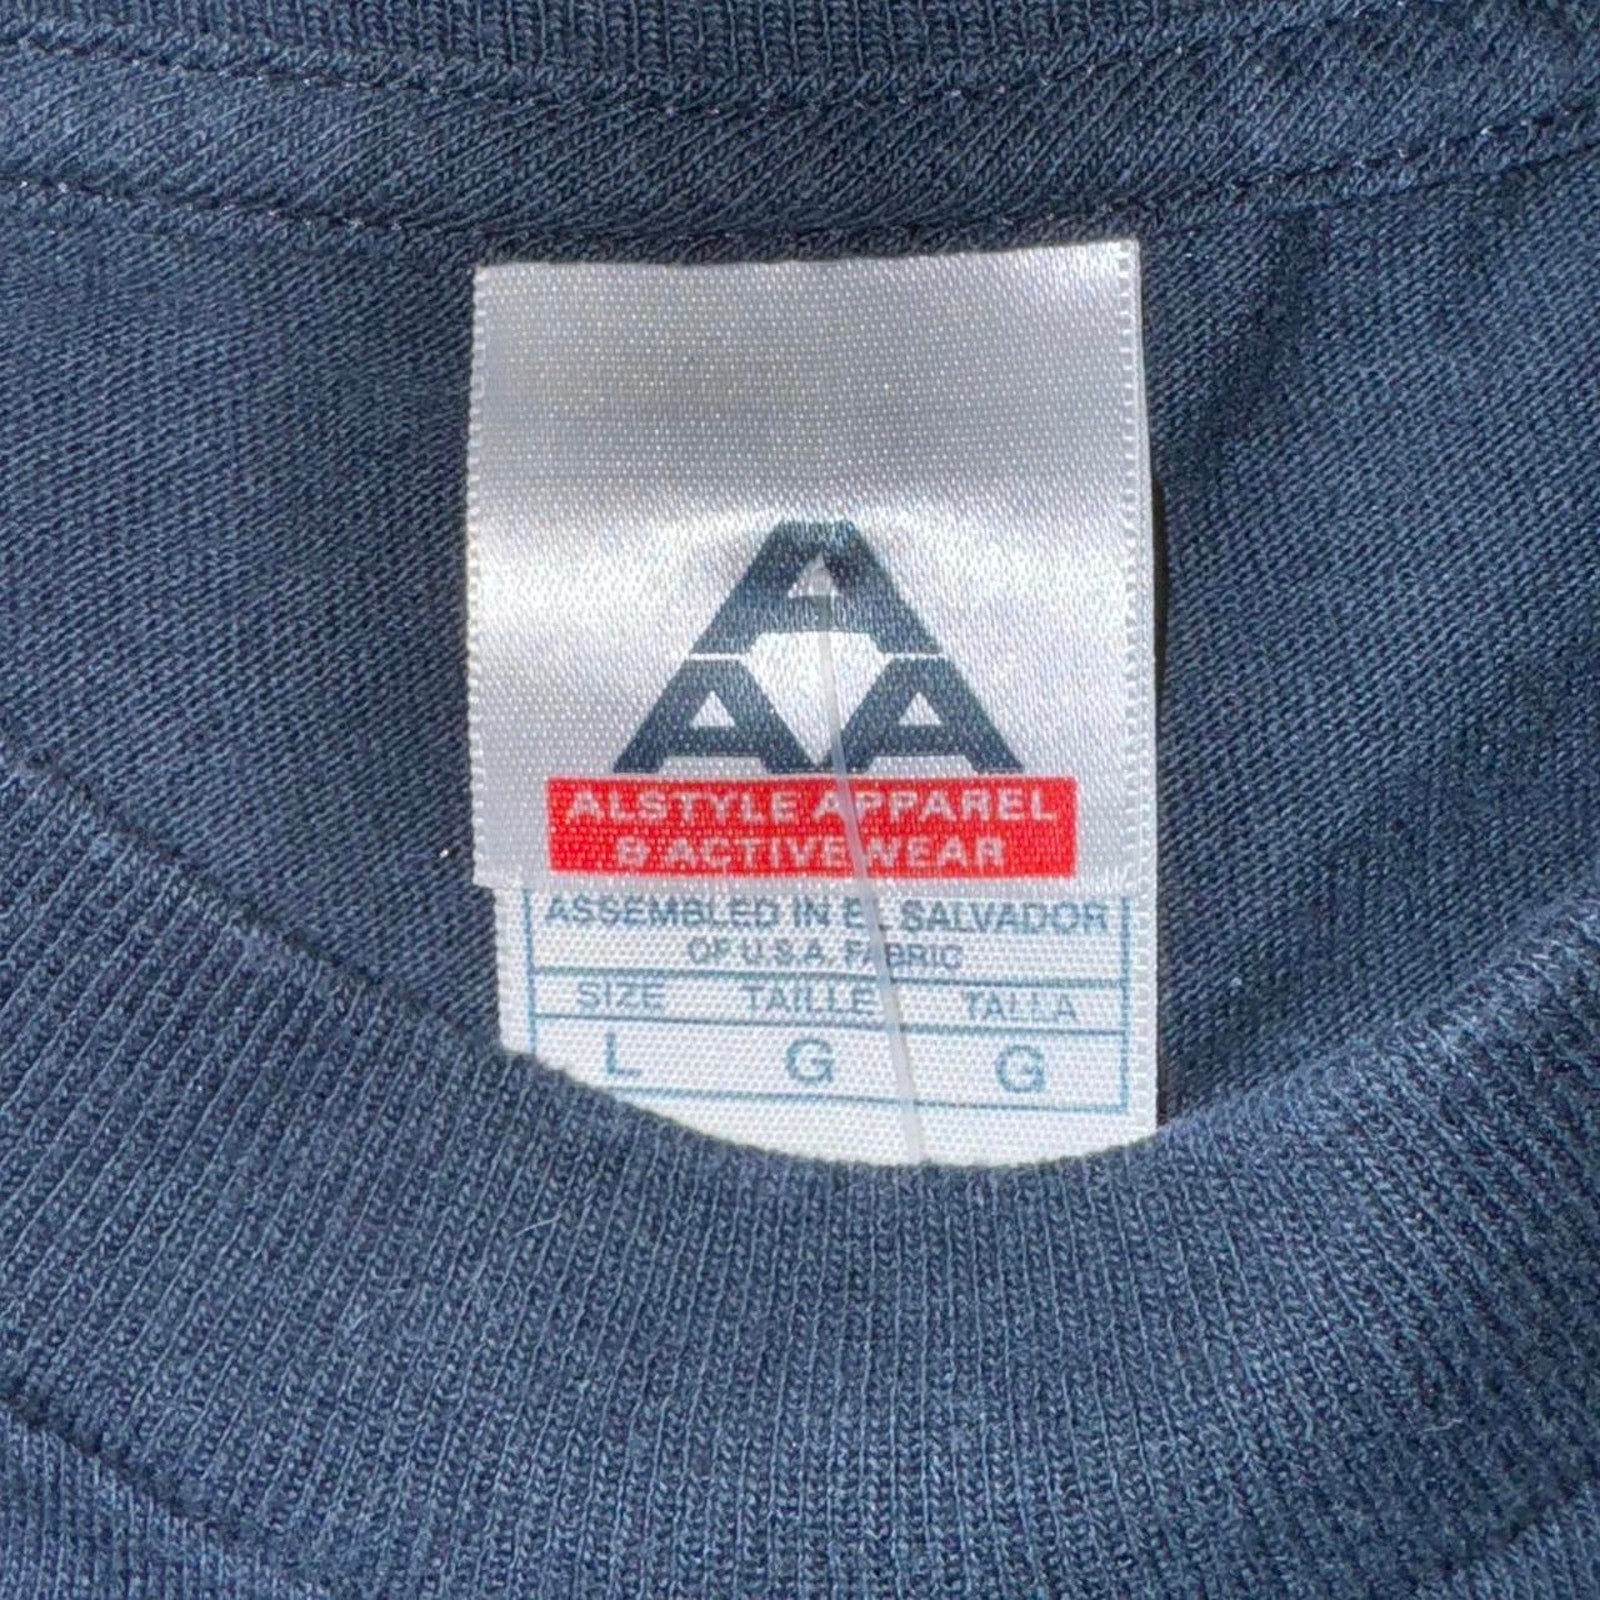 A
A A
ALSTYLE APPAREL
& ACTIVEWEAR
ASSEMBLED IN EL SALVADOR
OF U.S.A. FABRIC
SIZE TAILLE TALLA
L G G